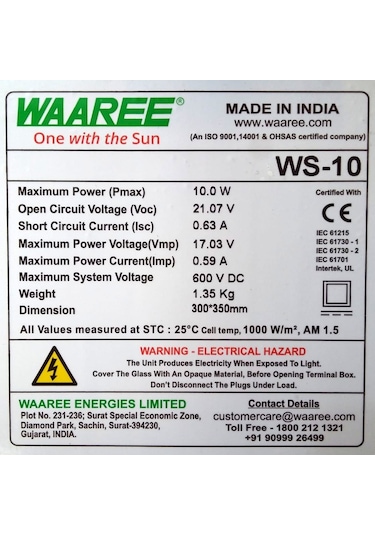 WAAREE®
One with the Sun
MADE IN INDIA
www.waaree.com
(An ISO 9001,14001 & OHSAS certified company)
WS-10
Maximum Power (Pmax) 10.0 W
Open Circuit Voltage (Voc) 21.07 V
Short Circuit Current (Isc) 0.63 A
Maximum Power Voltage(Vmp) 17.03 V
Maximum Power Current(Imp) 0.59 A
Maximum System Voltage 600 V DC
Weight 1.35 Kg
Dimension 300*350mm
Certified With
CE
IEC 61215
IEC 61730 - 1
IEC 61730 - 2
IEC 61701
Intertek, UL
All Values measured at STC : 25°C Cell temp, 1000 W/m², AM 1.5
WARNING - ELECTRICAL HAZARD
The Unit Produces Electricity When Exposed To Light.
Cover The Glass With An Opaque Material, Before Opening Terminal Box.
Don't Disconnect The Plugs Under Load.
WAAREE ENERGIES LIMITED
Plot No. 231-236; Surat Special Economic Zone,
Diamond Park, Sachin, Surat-394230,
Gujarat, INDIA.
Contact Details
customercare@waaree.com
Toll Free - 1800 212 1321
+91 90999 26499